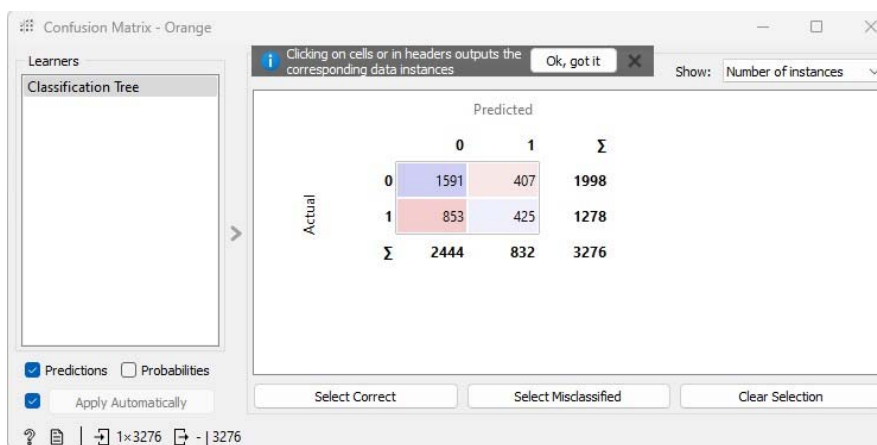 Confusion Matrix - Orange
Learners
Classification Tree
Predictions Probabilities
Apply Automatically
1×3276 - | 3276
Clicking on cells or in headers outputs the
corresponding data instances
Ok, got it
Show: Number of instances
Predicted
0 1 Σ
Actual
0 1591 407 1998
1 853 425 1278
Σ 2444 832 3276
Select Correct Select Misclassified Clear Selection